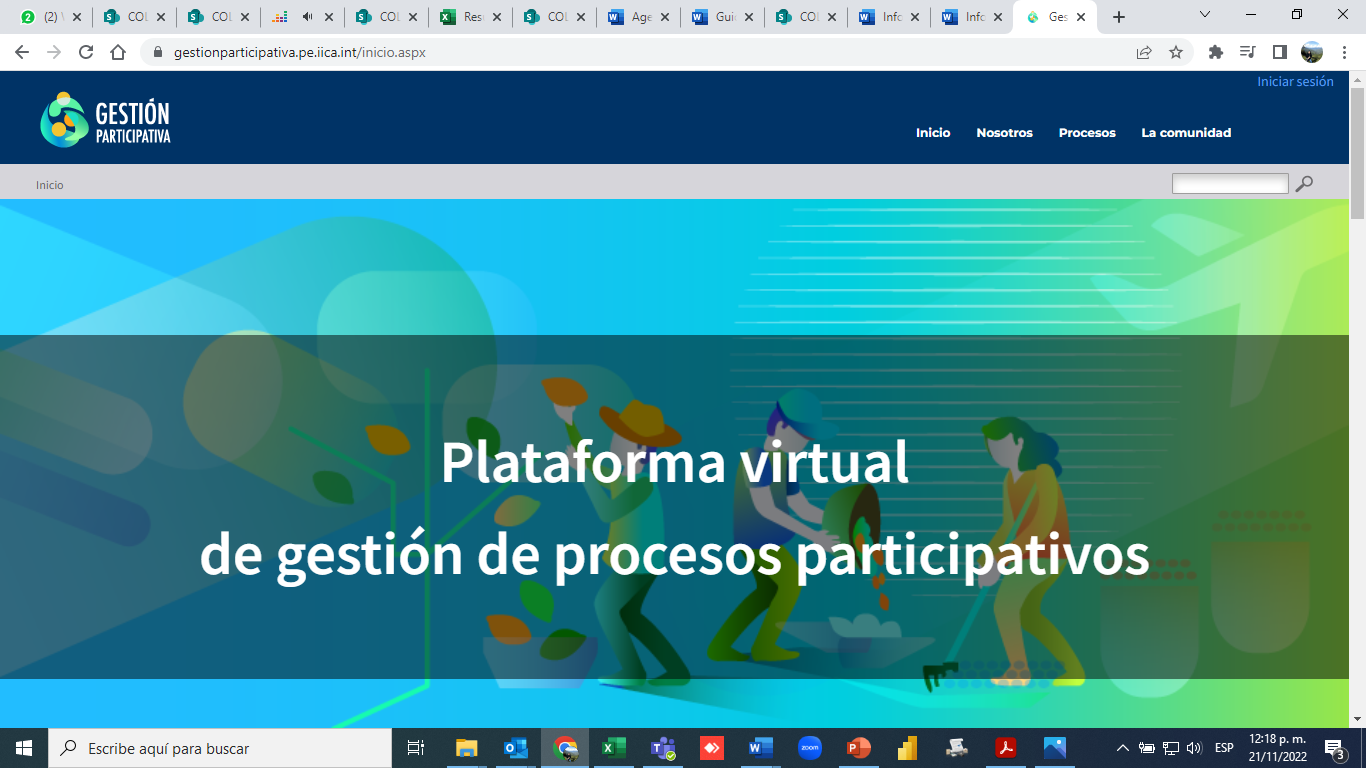 (2) 
COL
COL
COL
Res
COL
Age
Guí
COL
Info
Info
Ges
gestionparticipativa.pe.iica.int/inicio.aspx
Iniciar sesión
GESTIÓN
PARTICIPATIVA
Inicio
Nosotros
Procesos
La comunidad
Inicio
Plataforma virtual
de gestión de procesos participativos
Escribe aquí para buscar
zoom
ESP
12:18 p. m.
21/11/2022
3